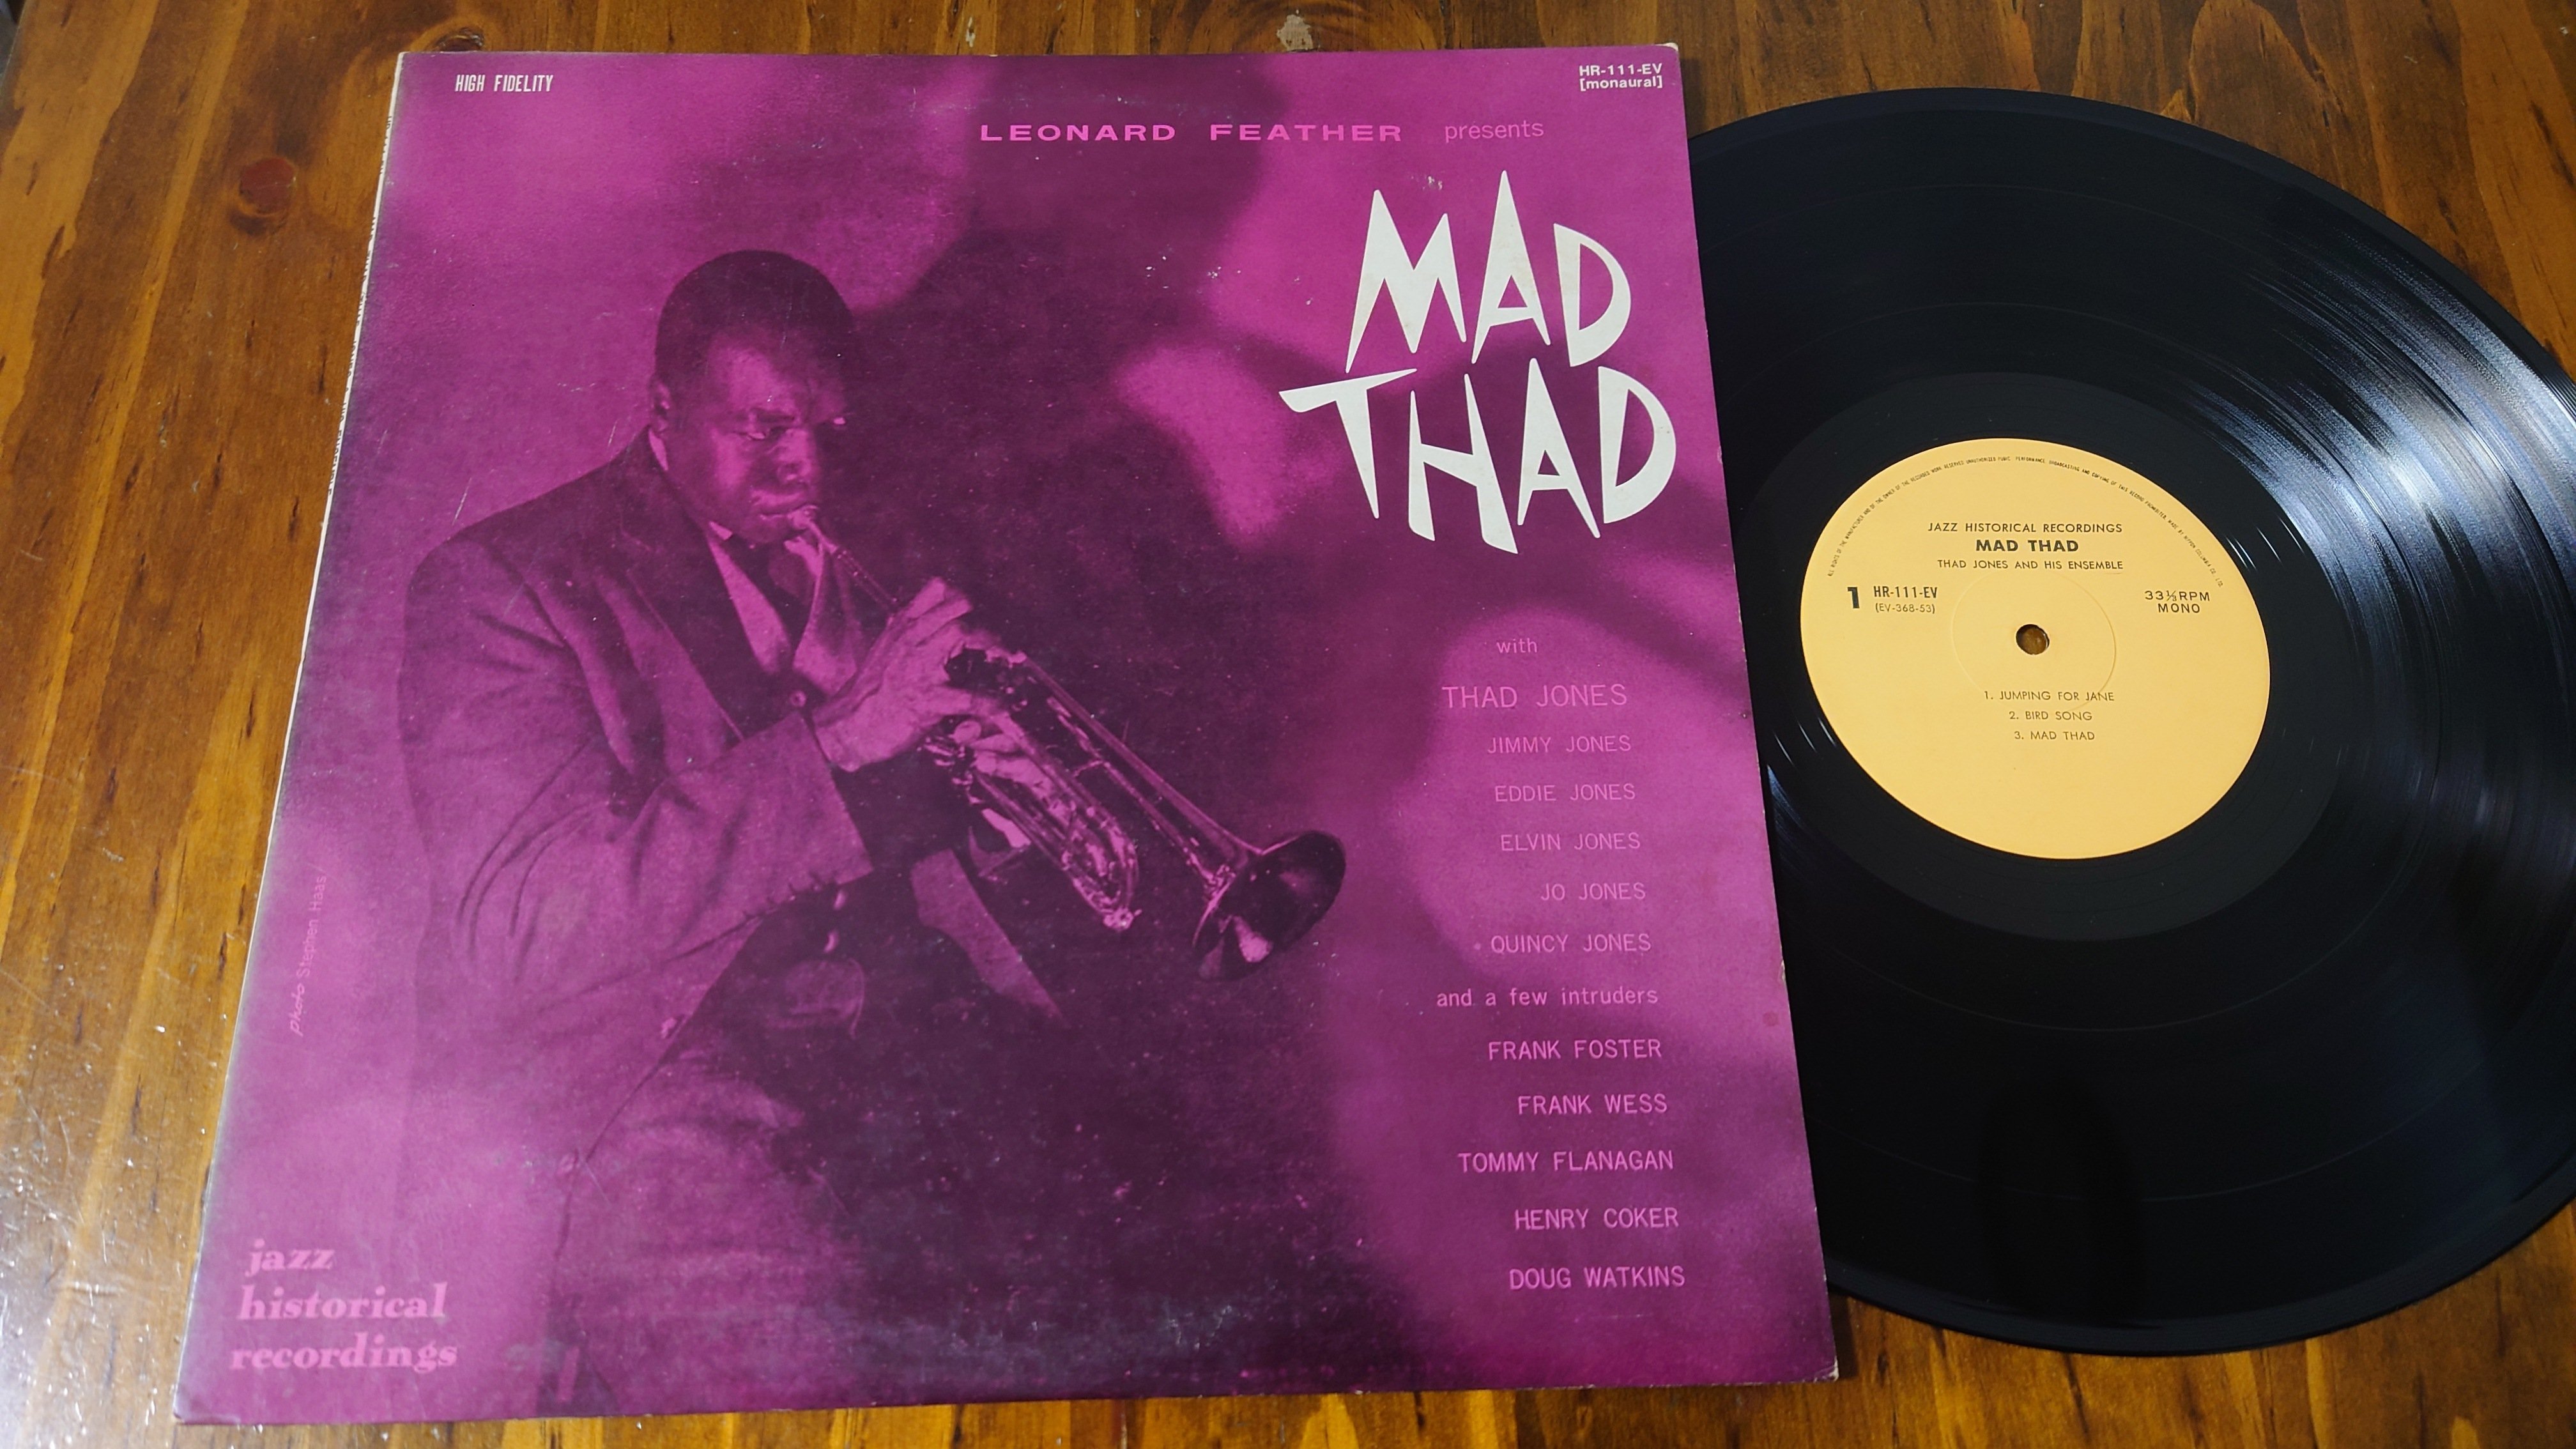 HIGH FIDELITY
HR-111-EV
[monaural]
LEONARD FEATHER presents
MAD
THAD
with
THAD JONES
JIMMY JONES
EDDIE JONES
ELVIN JONES
JO JONES
QUINCY JONES
and a few intruders
FRANK FOSTER
FRANK WESS
TOMMY FLANAGAN
HENRY COKER
DOUG WATKINS
photo Stephen Haas
jazz
historical
recordings
JAZZ HISTORICAL RECORDINGS
MAD THAD
THAD JONES AND HIS ENSEMBLE
1 HR-111-EV
(EV-368-53)
33⅓RPM
MONO
1. JUMPING FOR JANE
2. BIRD SONG
3. MAD THAD